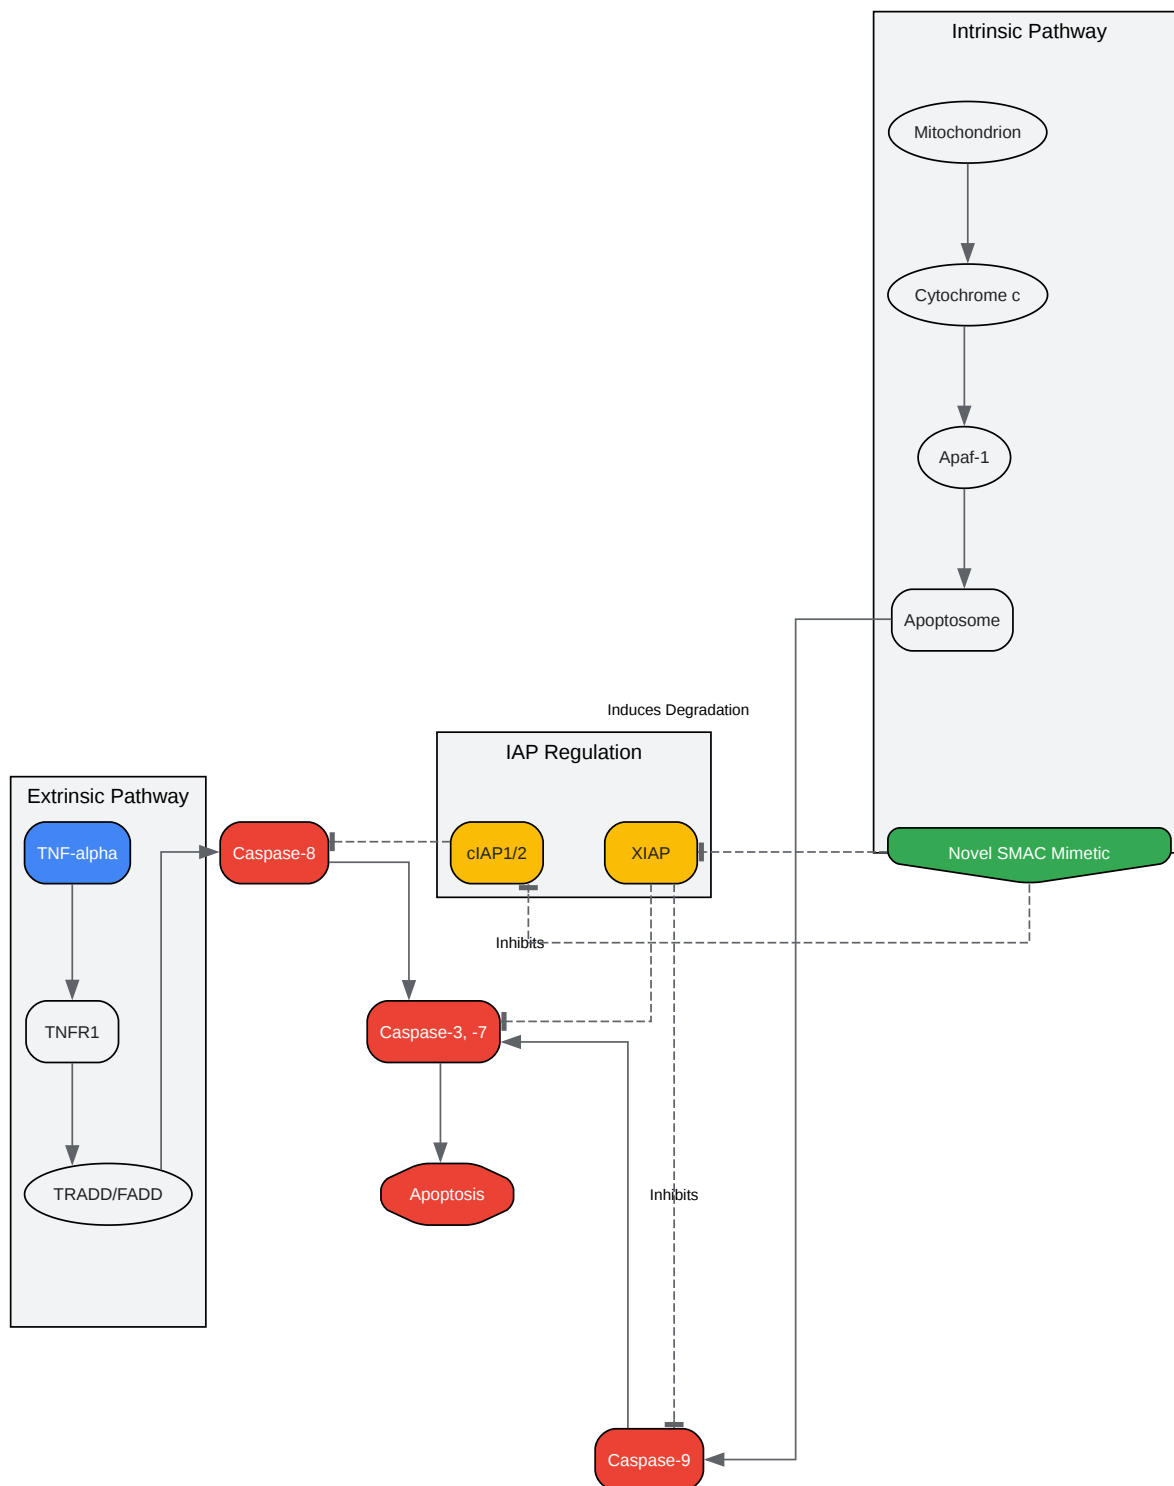 Intrinsic Pathway
Mitochondrion
Cytochrome c
Apaf-1
Apoptosome
Induces Degradation
IAP Regulation
Extrinsic Pathway
TNF-alpha
Caspase-8
cIAP1/2
XIAP
Novel SMAC Mimetic
Inhibits
TNFR1
Caspase-3, -7
TRADD/FADD
Apoptosis
Inhibits
Caspase-9